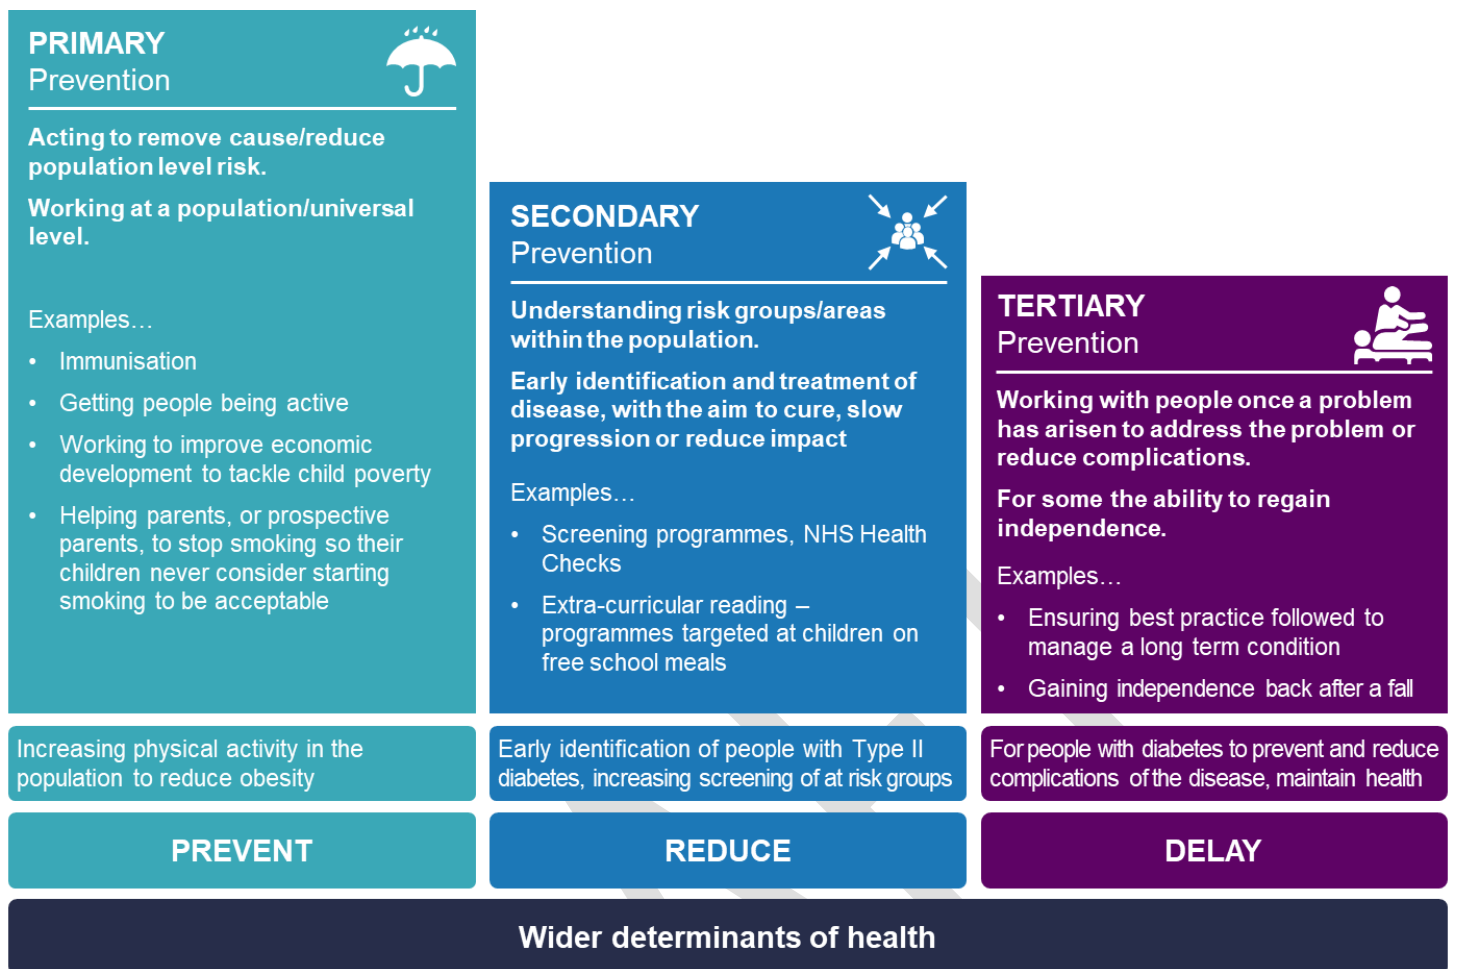 PRIMARY
Prevention
Acting to remove cause/reduce
population level risk.
Working at a population/universal
level.
Examples…
• Immunisation
• Getting people being active
• Working to improve economic
development to tackle child poverty
• Helping parents, or prospective
parents, to stop smoking so their
children never consider starting
smoking to be acceptable
SECONDARY
Prevention
Understanding risk groups/areas
within the population.
Early identification and treatment of
disease, with the aim to cure, slow
progression or reduce impact
Examples…
• Screening programmes, NHS Health
Checks
• Extra-curricular reading –
programmes targeted at children on
free school meals
TERTIARY
Prevention
Working with people once a problem
has arisen to address the problem or
reduce complications.
For some the ability to regain
independence.
Examples…
• Ensuring best practice followed to
manage a long term condition
• Gaining independence back after a fall
Increasing physical activity in the
population to reduce obesity
Early identification of people with Type II
diabetes, increasing screening of at risk groups
For people with diabetes to prevent and reduce
complications of the disease, maintain health
PREVENT
REDUCE
DELAY
Wider determinants of health